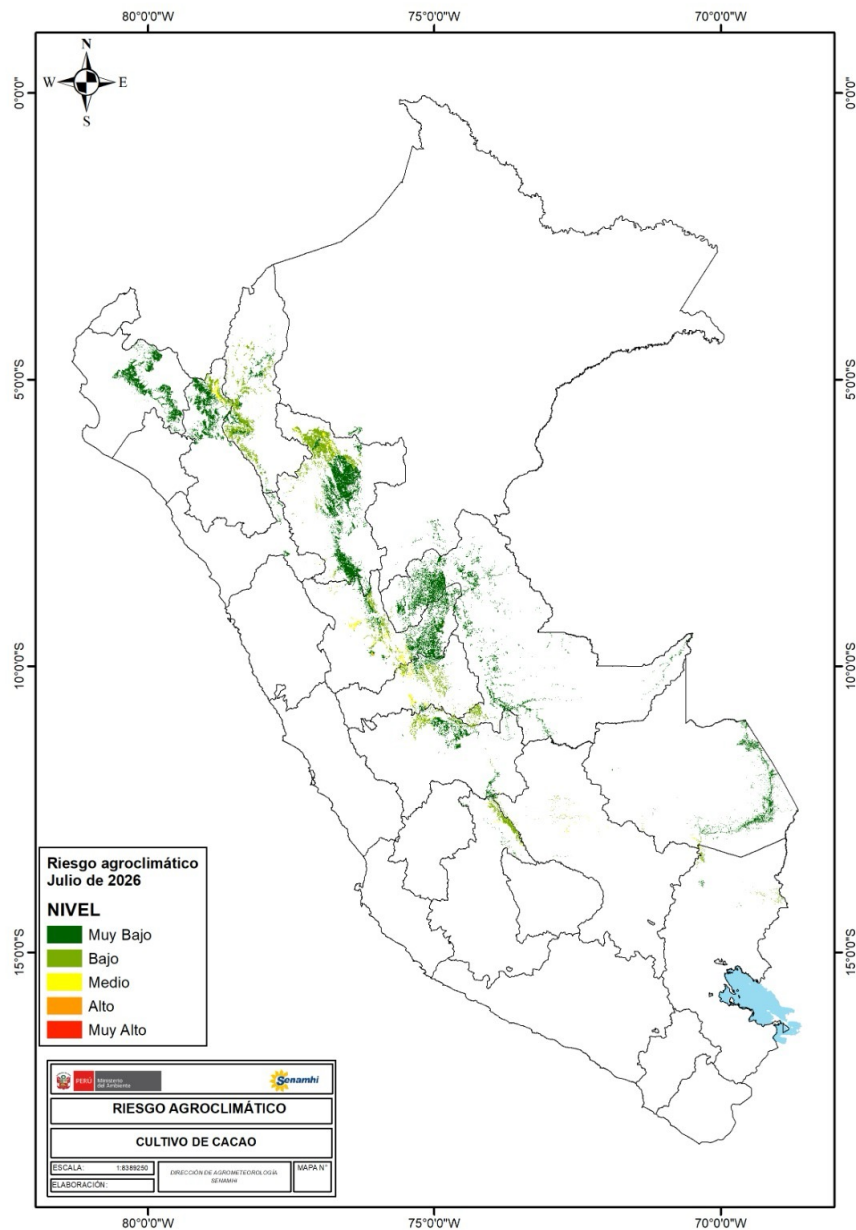 80°0'0"W 75°0'0"W 70°0'0"W
N
W E
S
0°0'0" 0°0'0"
5°0'0"S 5°0'0"S
10°0'0"S 10°0'0"S
15°0'0"S 15°0'0"S
Riesgo agroclimático
Julio de 2026
NIVEL
Muy Bajo
Bajo
Medio
Alto
Muy Alto
PERÚ Ministerio
del Ambiente
Senamhi
RIESGO AGROCLIMÁTICO
CULTIVO DE CACAO
ESCALA: 1:8389250
ELABORACIÓN:
DIRECCIÓN DE AGROMETEOROLOGÍA
SENAMHI
MAPA N°
80°0'0"W 75°0'0"W 70°0'0"W